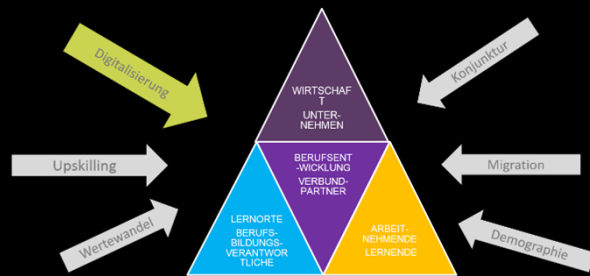 Digitalisierung
Konjunktur
WIRTSCHAF
T
UNTER-
NEHMEN
Upskilling
BERUFSENT
-WICKLUNG
VERBUND-
PARTNER
Migration
Wertewandel
LERNORTE
BERUFS-
BILDUNGS-
VERANTWOR
TLICHE
ARBEIT-
NEHMENDE
LERNENDE
Demographie